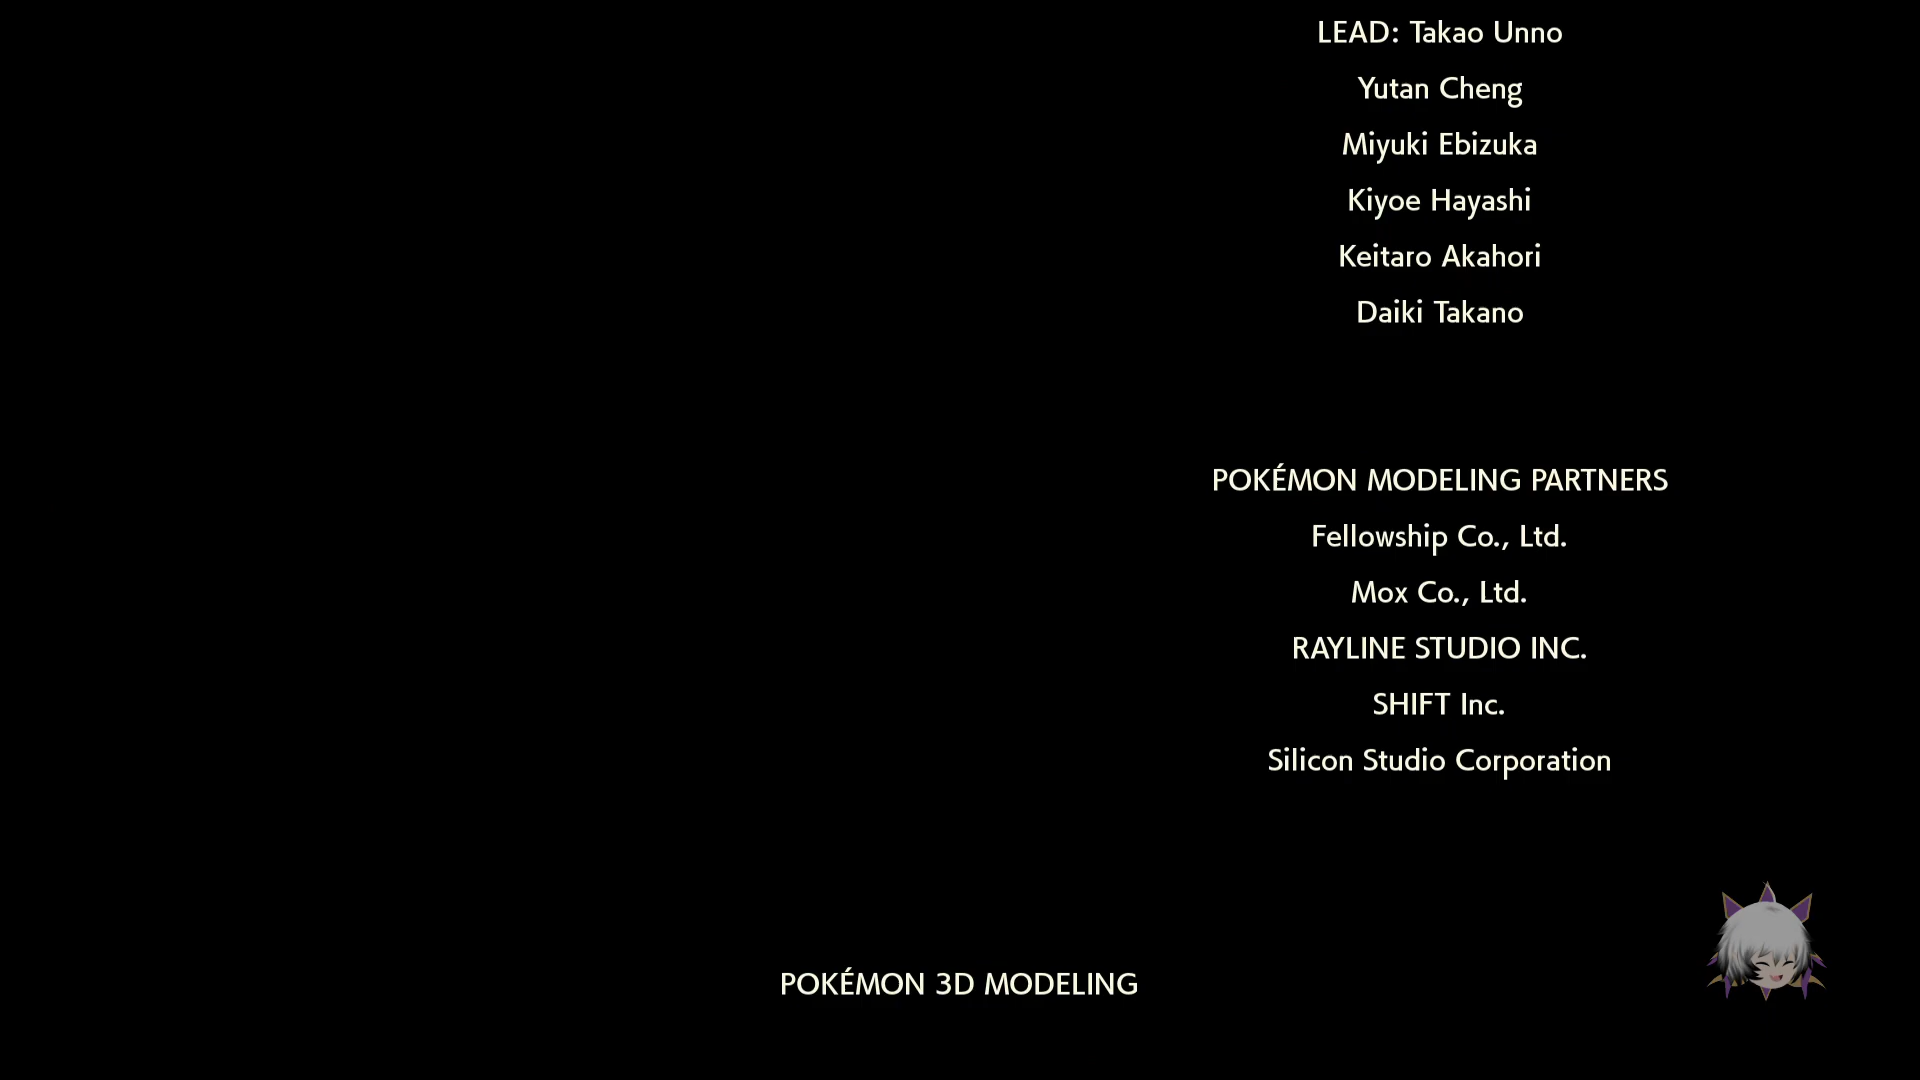 LEAD: Takao Unno
Yutan Cheng
Miyuki Ebizuka
Kiyoe Hayashi
Keitaro Akahori
Daiki Takano
POKÉMON MODELING PARTNERS
Fellowship Co., Ltd.
Mox Co., Ltd.
RAYLINE STUDIO INC.
SHIFT Inc.
Silicon Studio Corporation
POKÉMON 3D MODELING